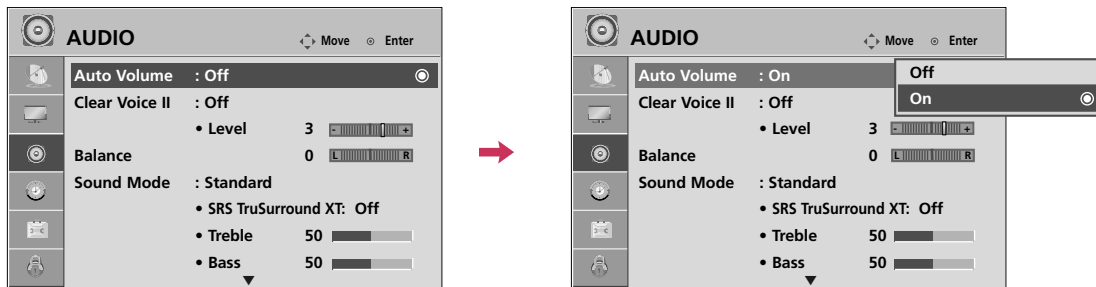 AUDIO Move Enter
Auto Volume : Off
Clear Voice II : Off
• Level 3 - +
Balance 0 L R
Sound Mode : Standard
• SRS TruSurround XT: Off
• Treble 50
• Bass 50
AUDIO Move Enter
Auto Volume : On
Off
On
Clear Voice II : Off
• Level 3 - +
Balance 0 L R
Sound Mode : Standard
• SRS TruSurround XT: Off
• Treble 50
• Bass 50